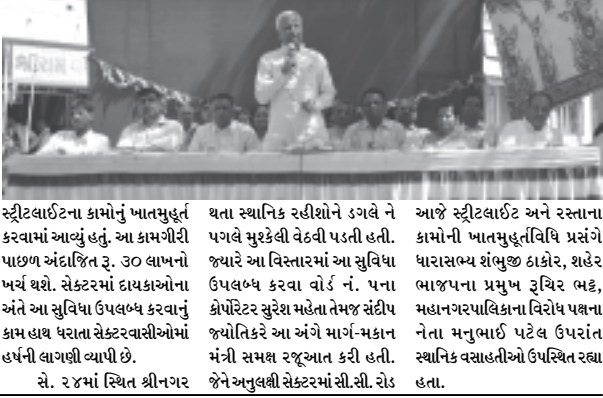 શ્રીરામ
સ્ટ્રીટલાઈટના કામોનું ખાતમુહૂર્ત
કરવામાં આવ્યું હતું. આ કામગીરી
પાછળ અંદાજિત રૂ. ૩૦ લાખનો
ખર્ચ થશે. સેક્ટરમાં દાયકાઓના
અંતે આ સુવિધા ઉપલબ્ધ કરવાનું
કામ હાથ ધરાતા સેક્ટરવાસીઓમાં
હર્ષની લાગણી વ્યાપી છે.
સે. ૨૪માં સ્થિત શ્રીનગર
થતા સ્થાનિક રહીશોને ડગલે ને
પગલે મુશ્કેલી વેઠવી પડતી હતી.
જ્યારે આ વિસ્તારમાં આ સુવિધા
ઉપલબ્ધ કરવા વોર્ડ નં. ૫ના
કોર્પોરેટર સુરેશ મહેતા તેમજ સંદીપ
જ્યોતિકરે આ અંગે માર્ગ-મકાન
મંત્રી સમક્ષ રજૂઆત કરી હતી.
જેને અનુલક્ષી સેક્ટરમાં સી.સી. રોડ
આજે સ્ટ્રીટલાઈટ અને રસ્તાના
કામોની ખાતમુહૂર્તવિધિ પ્રસંગે
ધારાસભ્ય શંભુજી ઠાકોર, શહેર
ભાજપના પ્રમુખ રૂચિર ભટ્ટ,
મહાનગરપાલિકાના વિરોધ પક્ષના
નેતા મનુભાઈ પટેલ ઉપરાંત
સ્થાનિક વસાહતીઓ ઉપસ્થિત રહ્યા
હતા.